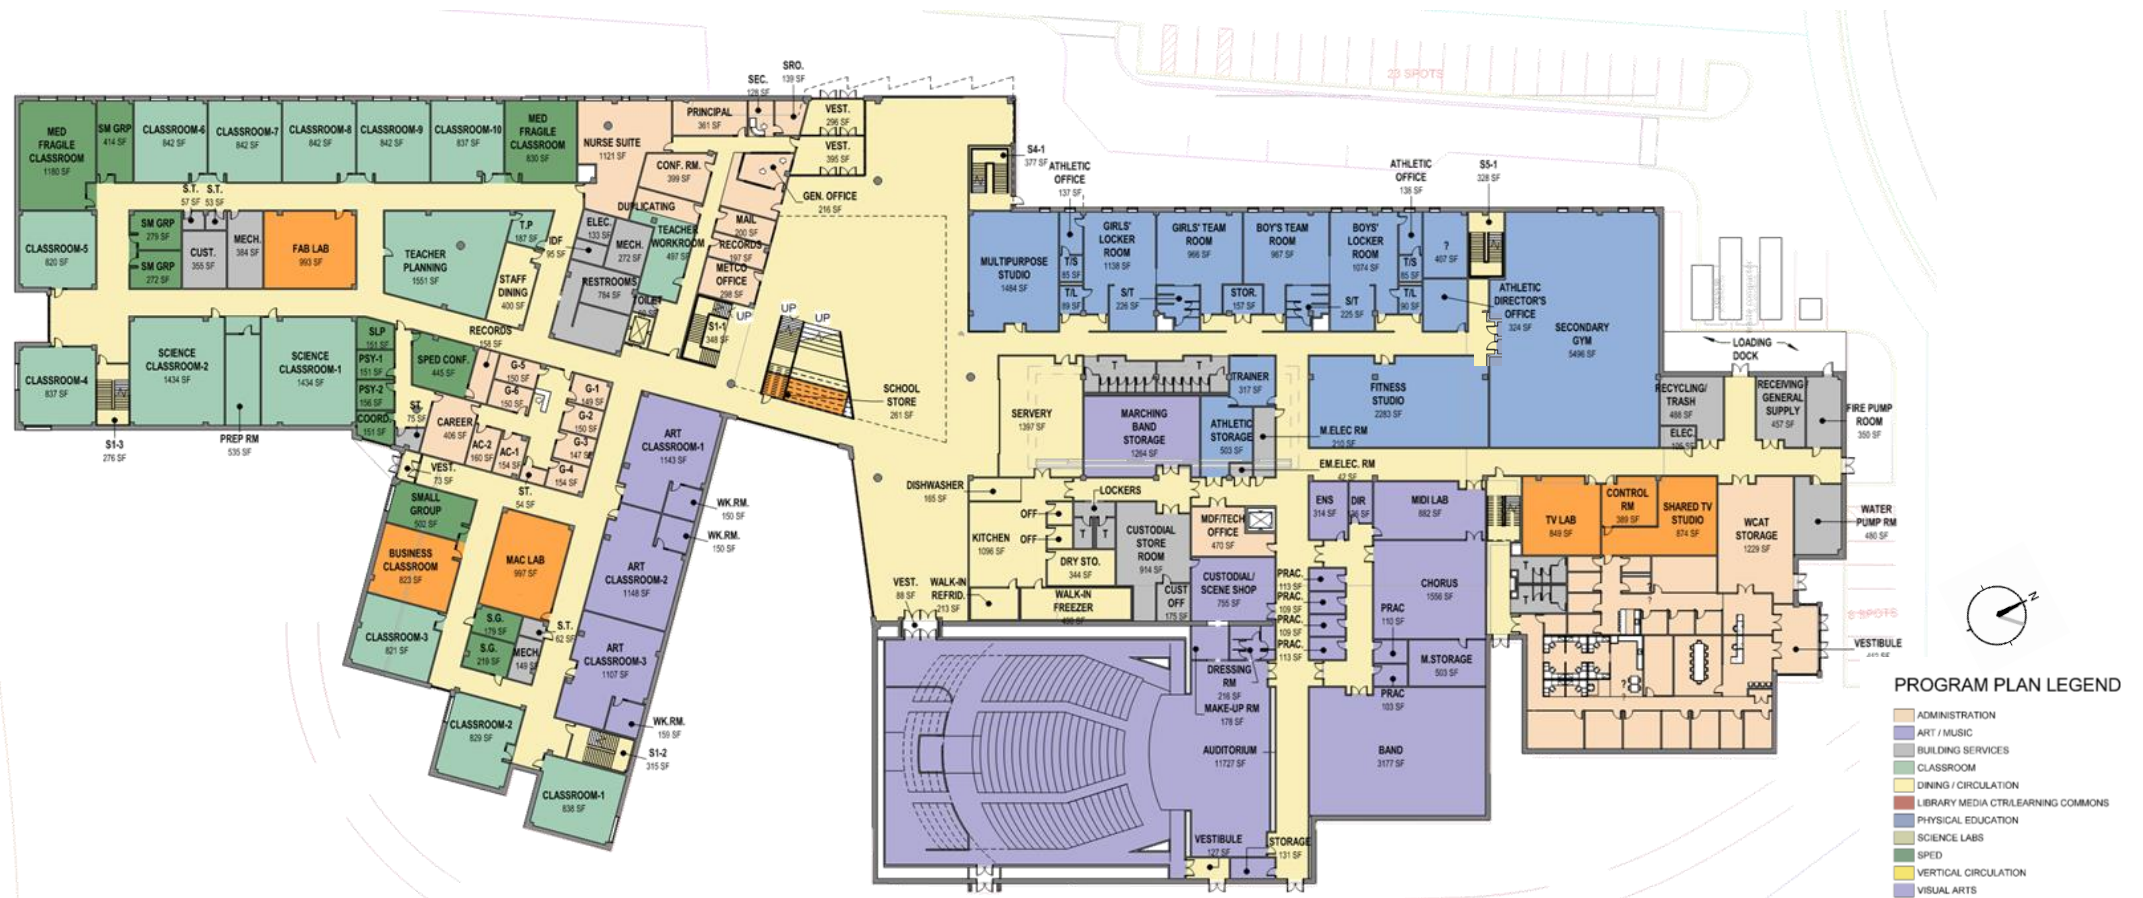 23 SPOTS
SRO.
139 SF
SEC.
128 SF
PRINCIPAL
361 SF
VEST.
296 SF
VEST.
395 SF
MED
FRAGILE
CLASSROOM
1180 SF
SM GRP
414 SF
CLASSROOM-6
842 SF
CLASSROOM-7
842 SF
CLASSROOM-8
842 SF
CLASSROOM-9
842 SF
CLASSROOM-10
837 SF
MED
FRAGILE
CLASSROOM
830 SF
NURSE SUITE
1121 SF
CONF. RM.
399 SF
GEN. OFFICE
216 SF
S4-1
377 SF
ATHLETIC
OFFICE
137 SF
ATHLETIC
OFFICE
S5-1
328 SF
S.T.
57 SF
S.T.
53 SF
DUPLICATING
MAIL
200 SF
CLASSROOM-5
820 SF
SM GRP
279 SF
SM GRP
272 SF
CUST.
355 SF
MECH.
384 SF
FAB LAB
993 SF
TEACHER
PLANNING
1551 SF
T.P
187 SF
IDF
95 SF
ELEC.
133 SF
MECH.
272 SF
TEACHER
WORKROOM
497 SF
RECORDS
197 SF
METCO
OFFICE
298 SF
STAFF
DINING
400 SF
RESTROOMS
784 SF
TOILET
UP
UP
UP
S1-1
348 SF
MULTIPURPOSE
STUDIO
1484 SF
T/S
85 SF
T/L
89 SF
GIRLS'
LOCKER
ROOM
1138 SF
S/T
226 SF
GIRLS' TEAM
ROOM
966 SF
STOR.
157 SF
BOY'S TEAM
ROOM
967 SF
BOYS'
LOCKER
ROOM
1074 SF
S/T
225 SF
T/S
85 SF
T/L
90 SF
?
407 SF
ATHLETIC
DIRECTOR'S
OFFICE
324 SF
SECONDARY
GYM
5496 SF
LOADING
DOCK
CLASSROOM-4
837 SF
S1-3
276 SF
SCIENCE
CLASSROOM-2
1434 SF
PREP RM
535 SF
SCIENCE
CLASSROOM-1
1434 SF
SLP
151 SF
PSY-1
151 SF
PSY-2
156 SF
COORD.
151 SF
RECORDS
158 SF
SPED CONF.
445 SF
ST.
75 SF
CAREER
406 SF
G-5
150 SF
G-6
150 SF
G-1
149 SF
G-2
150 SF
G-3
147 SF
G-4
154 SF
AC-2
160 SF
AC-1
154 SF
ST.
54 SF
VEST.
73 SF
SCHOOL
STORE
261 SF
SERVERY
1397 SF
MARCHING
BAND
STORAGE
1264 SF
T
T
TRAINER
317 SF
ATHLETIC
STORAGE
503 SF
M.ELEC RM
210 SF
EM.ELEC. RM
42 SF
FITNESS
STUDIO
2283 SF
RECYCLING/
TRASH
488 SF
ELEC.
RECEIVING/
GENERAL
SUPPLY
457 SF
FIRE PUMP
ROOM
350 SF
ART
CLASSROOM-1
1143 SF
WK.RM.
150 SF
WK.RM.
150 SF
ART
CLASSROOM-2
1148 SF
ART
CLASSROOM-3
1107 SF
WK.RM.
159 SF
S1-2
315 SF
SMALL
GROUP
502 SF
BUSINESS
CLASSROOM
823 SF
CLASSROOM-3
821 SF
MAC LAB
997 SF
S.G.
179 SF
S.G.
219 SF
MECH.
149 SF
S.T.
62 SF
CLASSROOM-2
829 SF
CLASSROOM-1
838 SF
DISHWASHER
165 SF
LOCKERS
OFF
OFF
T
T
KITCHEN
1096 SF
DRY STO.
344 SF
CUSTODIAL
STORE
ROOM
914 SF
CUST
OFF
175 SF
VEST.
88 SF
WALK-IN
REFRID.
213 SF
WALK-IN
FREEZER
MDF/TECH
OFFICE
470 SF
CUSTODIAL/
SCENE SHOP
755 SF
ENS
314 SF
DIR
MIDI LAB
882 SF
CHORUS
1556 SF
PRAC.
113 SF
PRAC.
109 SF
PRAC.
109 SF
PRAC.
113 SF
PRAC
110 SF
PRAC
103 SF
M.STORAGE
503 SF
DRESSING
RM
216 SF
MAKE-UP RM
178 SF
AUDITORIUM
11727 SF
BAND
3177 SF
VESTIBULE
127 SF
STORAGE
131 SF
TV LAB
849 SF
CONTROL
RM
389 SF
SHARED TV
STUDIO
874 SF
WCAT
STORAGE
1229 SF
WATER
PUMP RM
480 SF
T
T
?
?
8 SPOTS
VESTIBULE
N
PROGRAM PLAN LEGEND
ADMINISTRATION
ART / MUSIC
BUILDING SERVICES
CLASSROOM
DINING / CIRCULATION
LIBRARY MEDIA CTR/LEARNING COMMONS
PHYSICAL EDUCATION
SCIENCE LABS
SPED
VERTICAL CIRCULATION
VISUAL ARTS